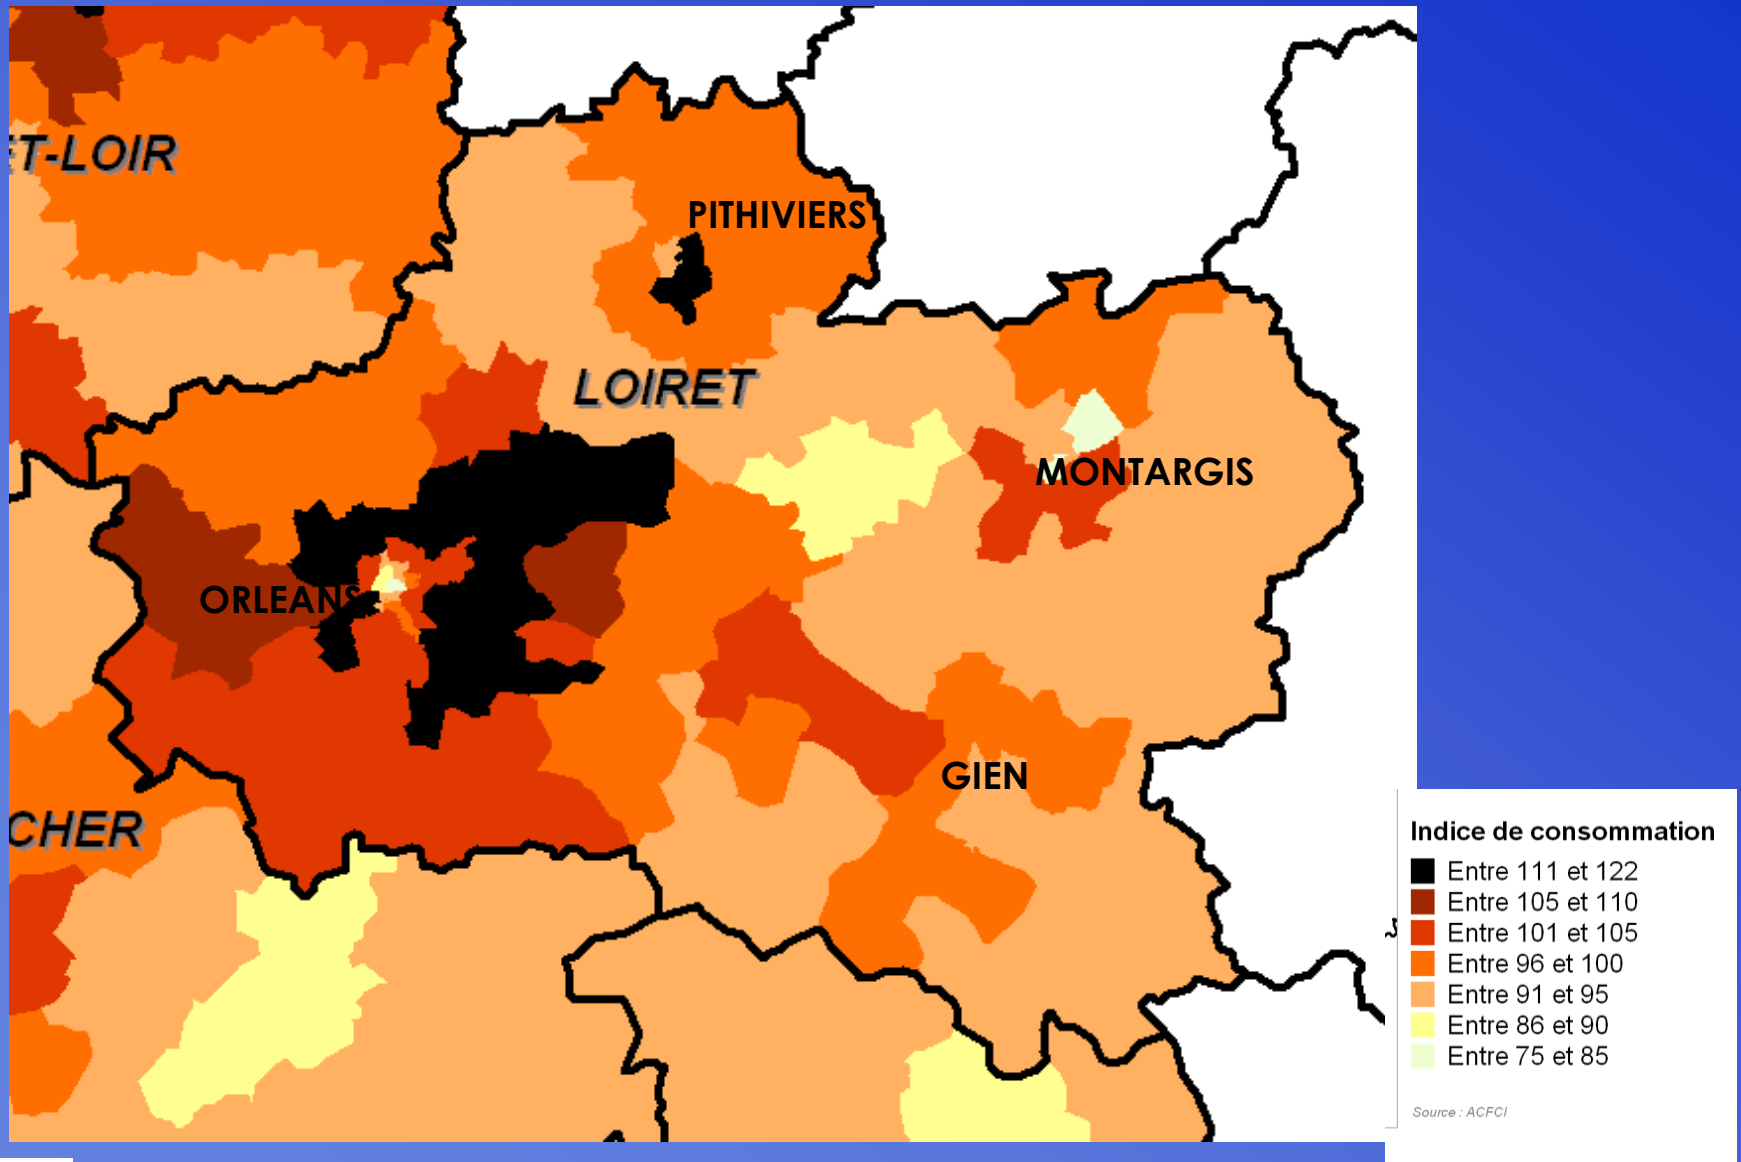 ET-LOIR
PITHIVIERS
LOIRET
MONTARGIS
ORLEANS
GIEN
CHER
Indice de consommation
Entre 111 et 122
Entre 105 et 110
Entre 101 et 105
Entre 96 et 100
Entre 91 et 95
Entre 86 et 90
Entre 75 et 85
Source : ACFCI